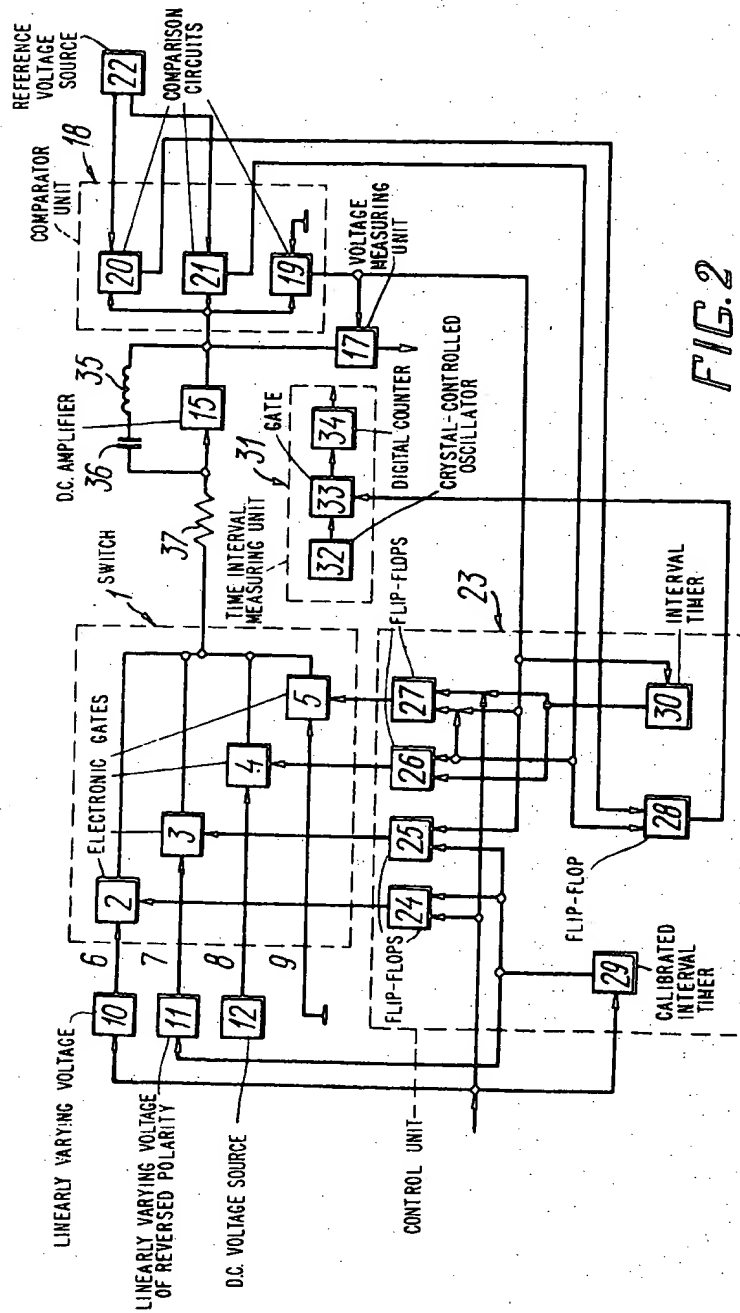 LINEARLY VARYING VOLTAGE
LINEARLY VARYING VOLTAGE
OF REVERSED POLARITY
D.C. VOLTAGE SOURCE
CONTROL UNIT
10
11
12
6
7
8
9
ELECTRONIC GATES
1
SWITCH
2
3
4
5
FLIP-FLOPS
24
25
26
27
FLIP-FLOPS
23
29
CALIBRATED
INTERVAL
TIMER
FLIP-FLOP
28
30
INTERVAL
TIMER
37
36
35
D.C. AMPLIFIER
15
TIME INTERVAL
MEASURING UNIT
31
GATE
32
33
34
DIGITAL COUNTER
CRYSTAL-CONTROLLED
OSCILLATOR
17
VOLTAGE
MEASURING
UNIT
COMPARATOR
UNIT
18
20
21
19
COMPARISON
CIRCUITS
22
REFERENCE
VOLTAGE
SOURCE
FIG.2